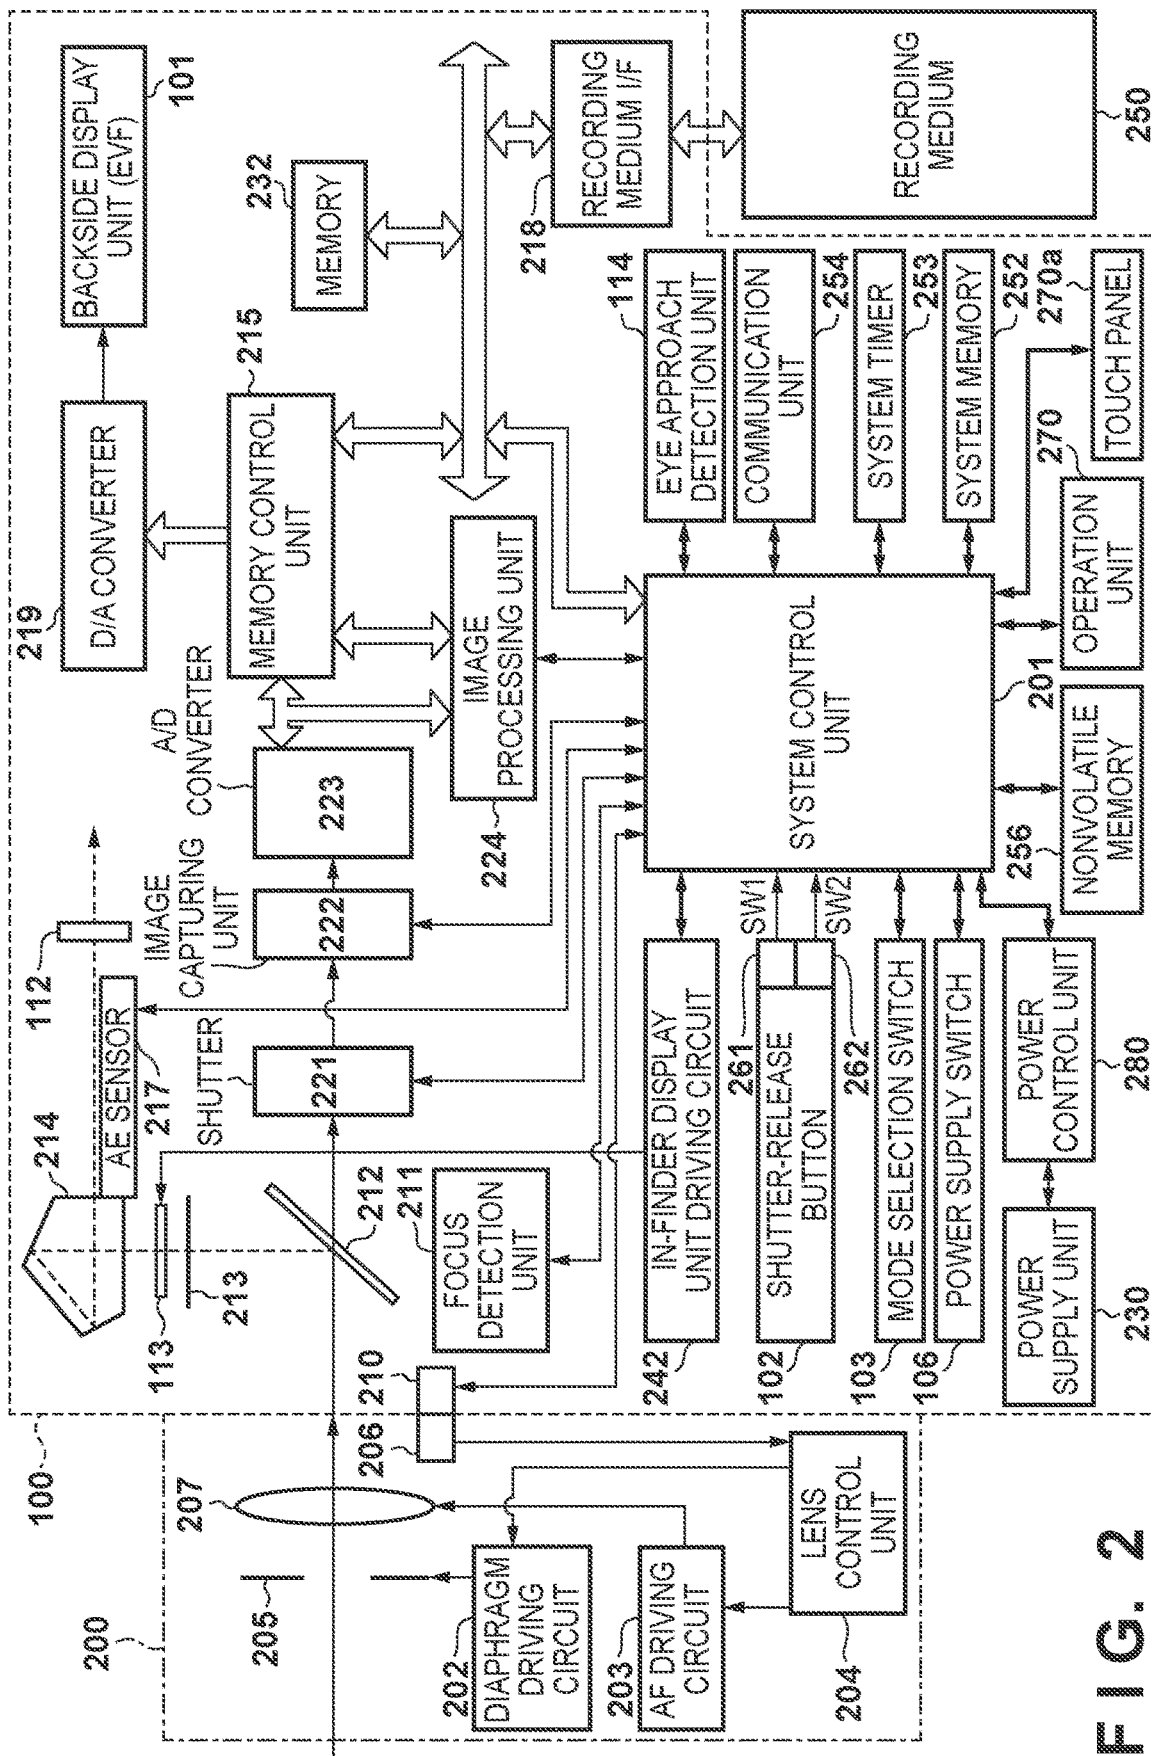 100
200
205
207
202
DIAPHRAGM
DRIVING
CIRCUIT
203
AF DRIVING
CIRCUIT
204
LENS
CONTROL
UNIT
206
210
113
213
214
112
AE SENSOR
217
212
211
FOCUS
DETECTION
UNIT
SHUTTER
221
IMAGE
CAPTURING
UNIT
222
A/D
CONVERTER
223
219
D/A CONVERTER
BACKSIDE DISPLAY
UNIT (EVF)
101
215
MEMORY CONTROL
UNIT
232
MEMORY
224
IMAGE
PROCESSING UNIT
218
RECORDING
MEDIUM I/F
RECORDING
MEDIUM
250
242
IN-FINDER DISPLAY
UNIT DRIVING CIRCUIT
102
SHUTTER-RELEASE
BUTTON
261
262
SW1
SW2
103
MODE SELECTION SWITCH
106
POWER SUPPLY SWITCH
POWER
SUPPLY UNIT
230
POWER
CONTROL UNIT
280
SYSTEM CONTROL
UNIT
201
EYE APPROACH
DETECTION UNIT
114
COMMUNICATION
UNIT
254
SYSTEM TIMER
253
SYSTEM MEMORY
252
256
NONVOLATILE
MEMORY
270
OPERATION
UNIT
270a
TOUCH PANEL
FIG. 2